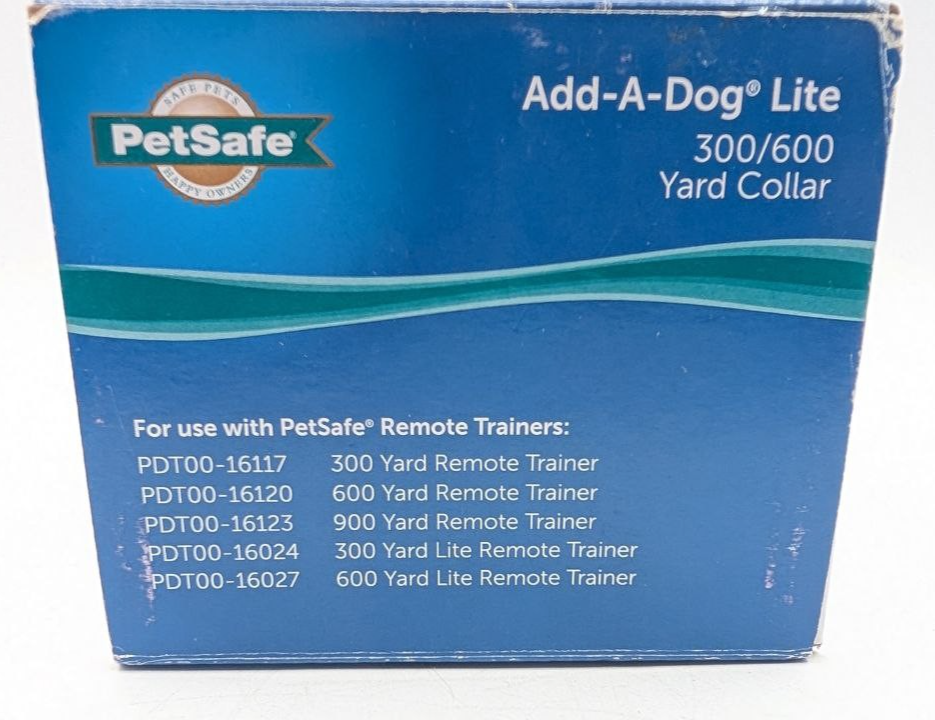 SAFE PETS
PetSafe®
HAPPY OWNERS
Add-A-Dog® Lite
300/600
Yard Collar
For use with PetSafe® Remote Trainers:
PDT00-16117 300 Yard Remote Trainer
PDT00-16120 600 Yard Remote Trainer
PDT00-16123 900 Yard Remote Trainer
PDT00-16024 300 Yard Lite Remote Trainer
PDT00-16027 600 Yard Lite Remote Trainer